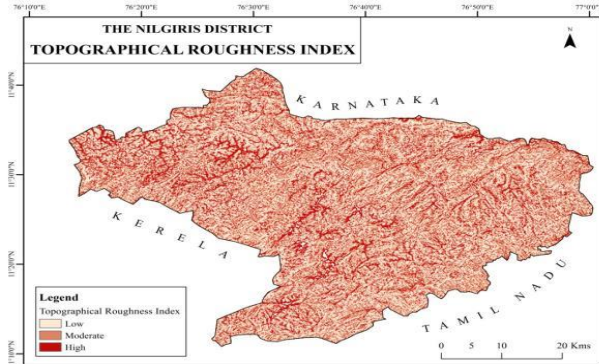 76°10'0"E 76°20'0"E 76°30'0"E 76°40'0"E 76°50'0"E 77°0'0"E
THE NILGIRIS DISTRICT
TOPOGRAPHICAL ROUGHNESS INDEX
N
KARNATAKA
KERELA
TAMIL NADU
Legend
Topographical Roughness Index
Low
Moderate
High
0 5 10 20 Kms